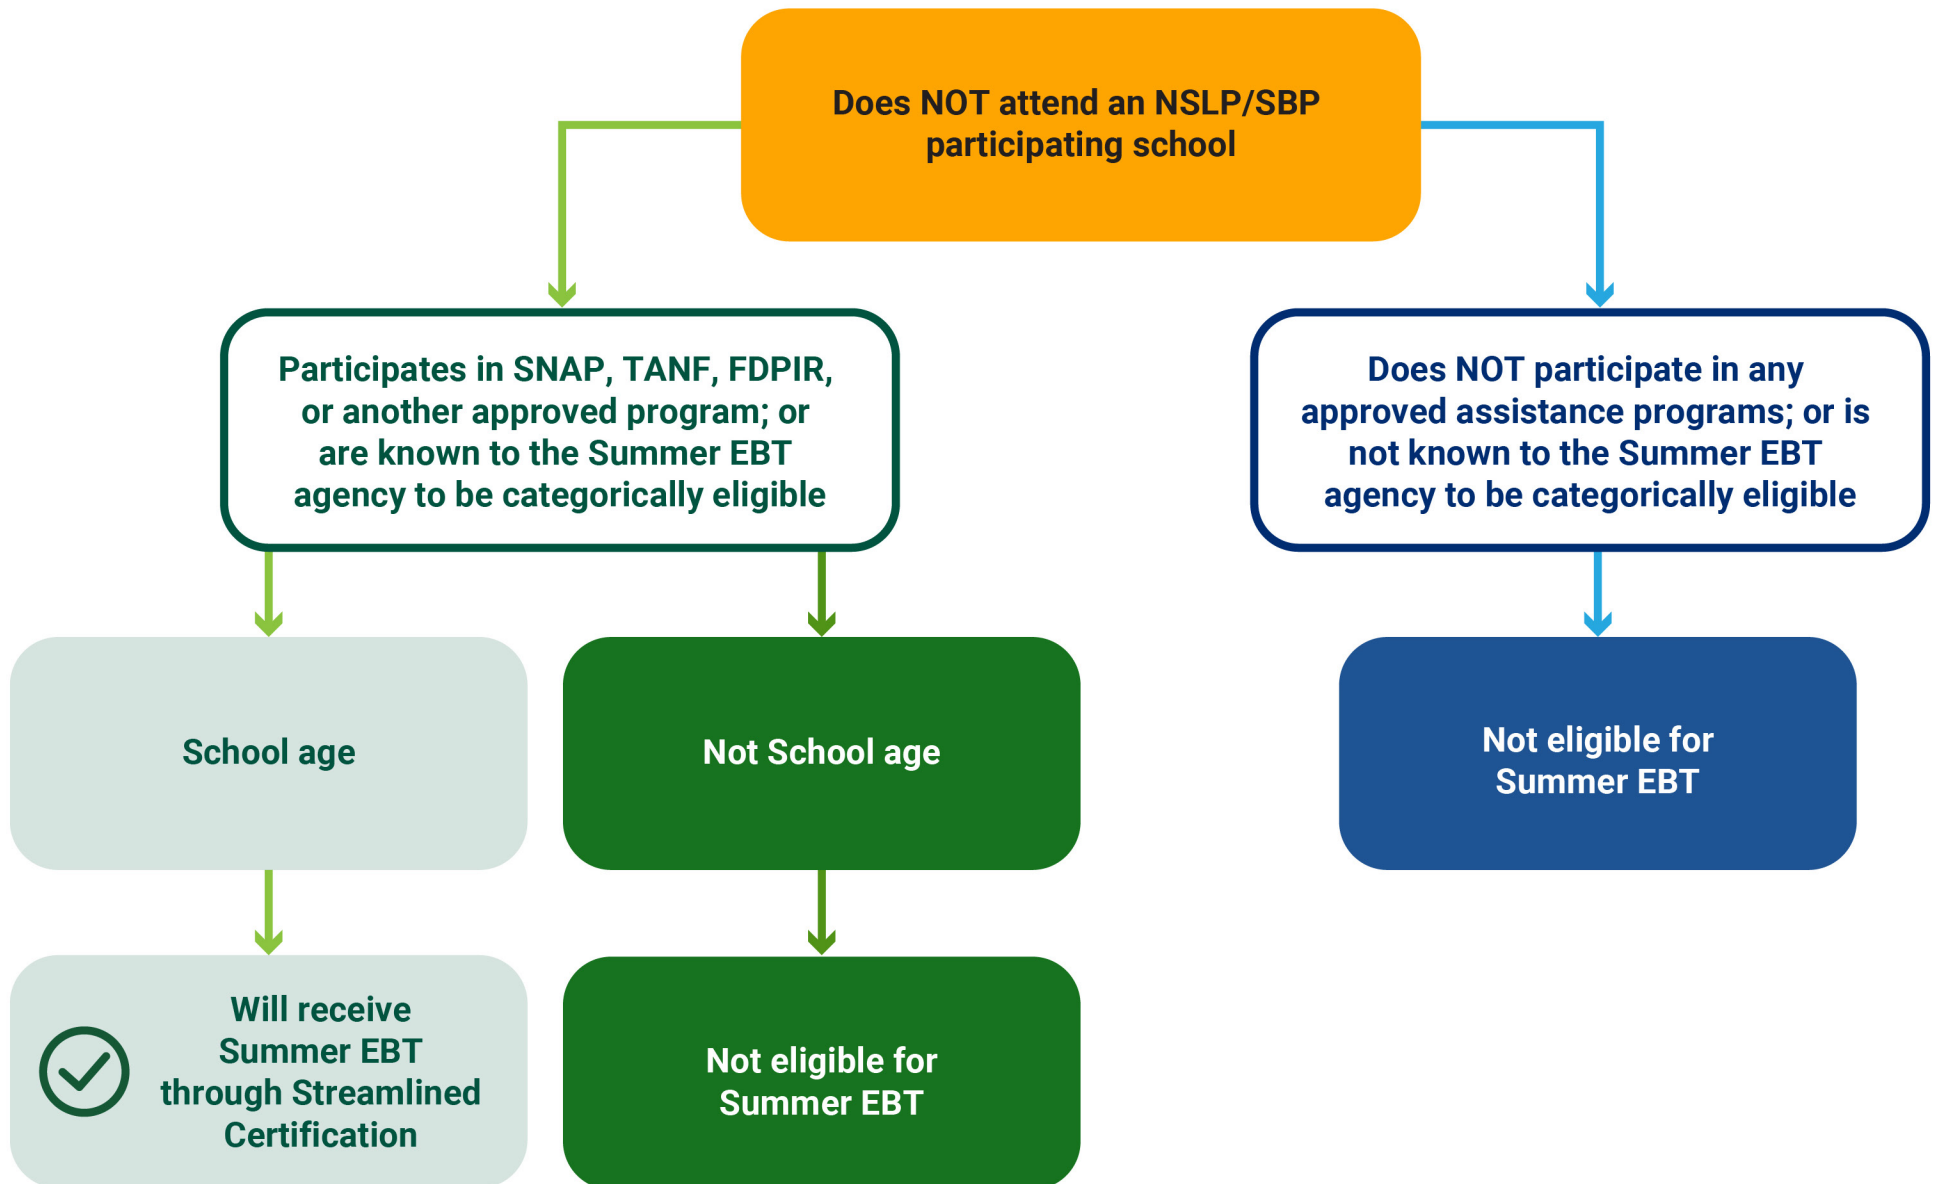 Does NOT attend an NSLP/SBP
participating school
Participates in SNAP, TANF, FDPIR,
or another approved program; or
are known to the Summer EBT
agency to be categorically eligible
Does NOT participate in any
approved assistance programs; or is
not known to the Summer EBT
agency to be categorically eligible
School age
Not School age
Not eligible for
Summer EBT
Will receive
Summer EBT
through Streamlined
Certification
Not eligible for
Summer EBT